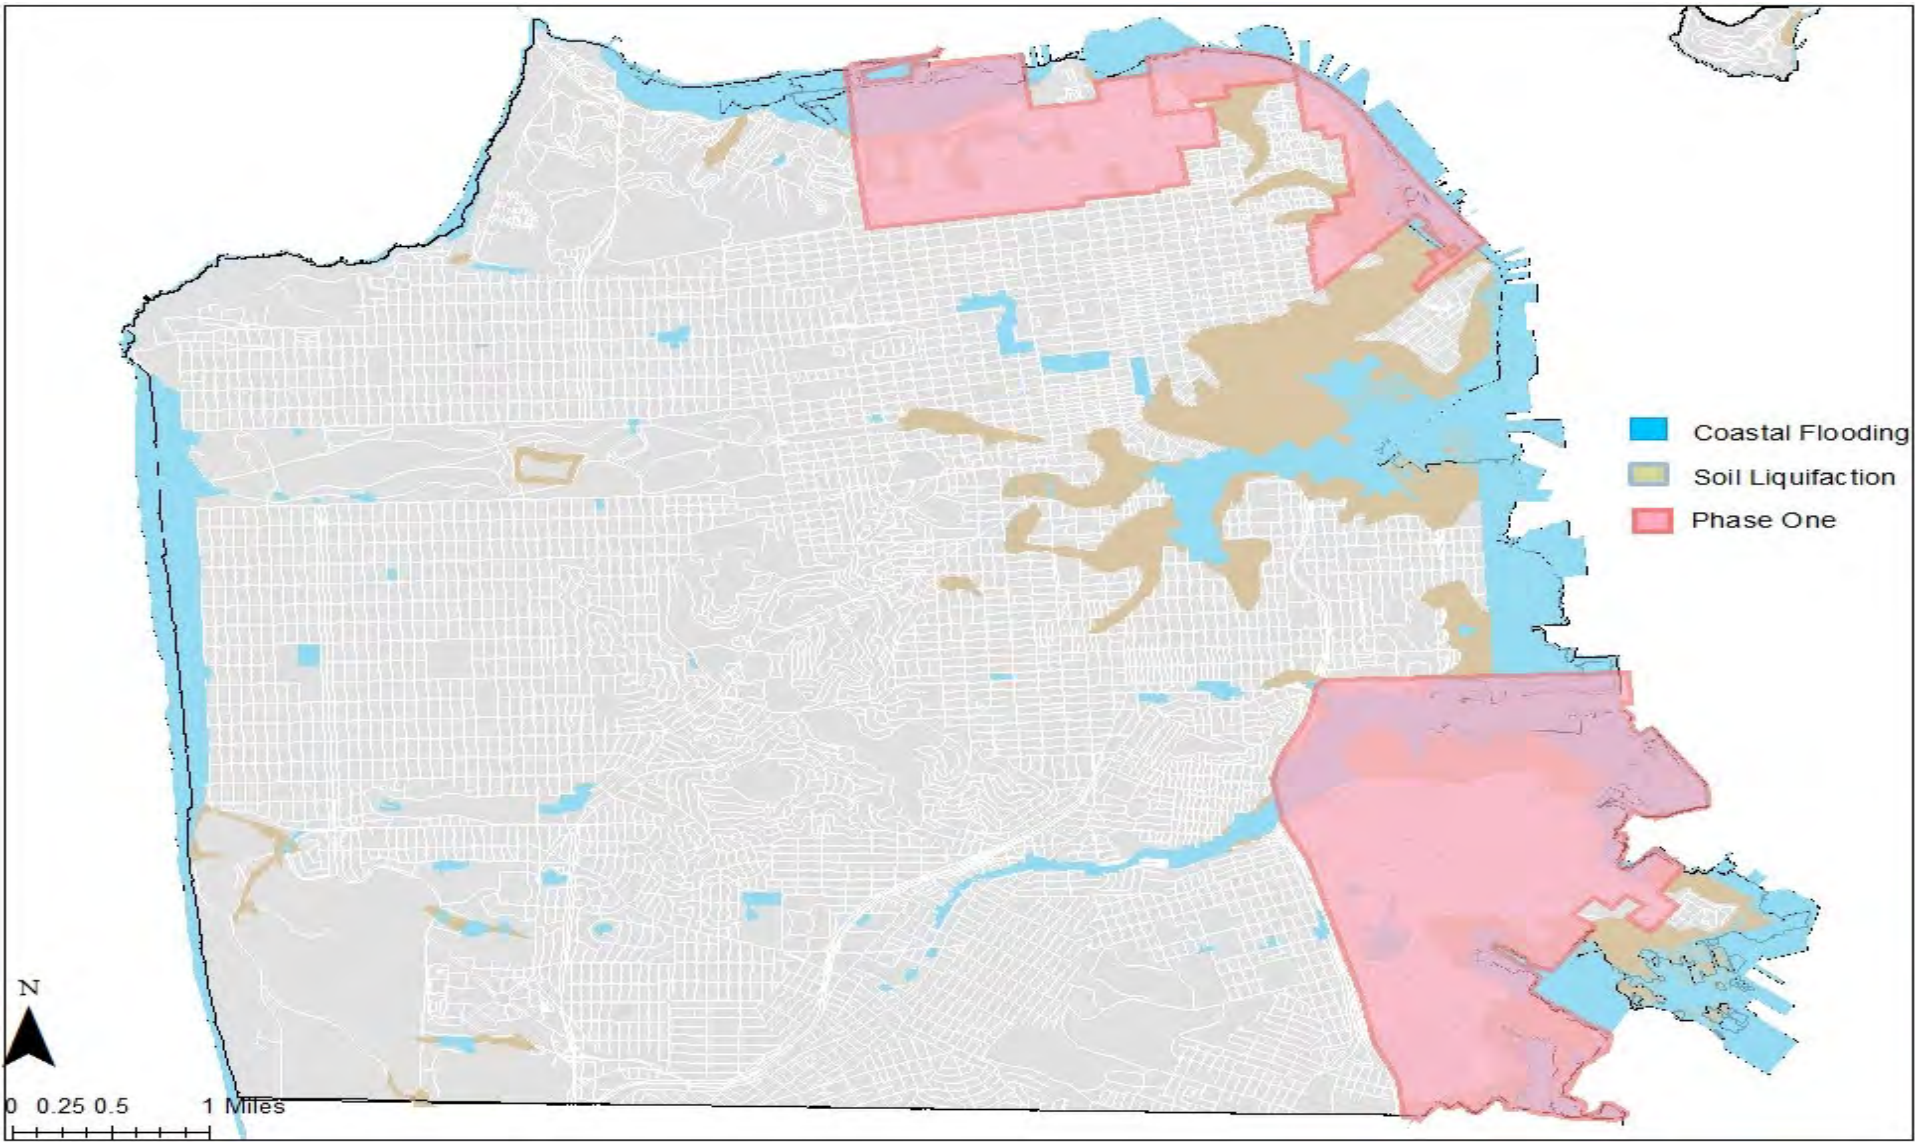 Coastal Flooding
Soil Liquifaction
Phase One
N
0 0.25 0.5 1 Miles